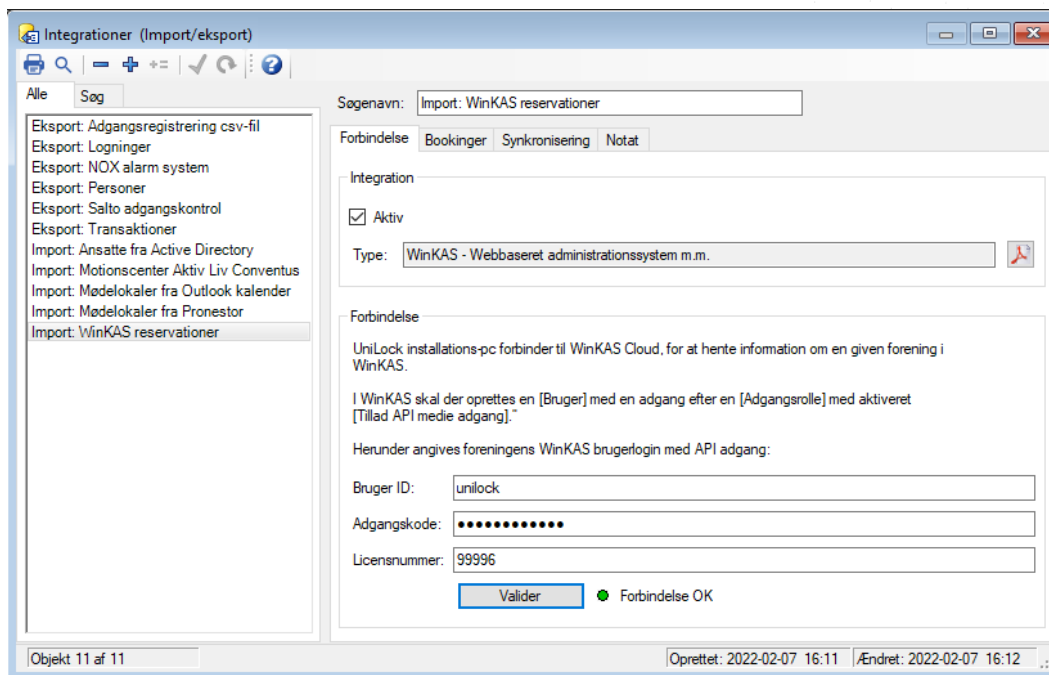 Integrationer (Import/eksport)
Alle Søg
Eksport: Adgangsregistrering csv-fil
Eksport: Logninger
Eksport: NOX alarm system
Eksport: Personer
Eksport: Salto adgangskontrol
Eksport: Transaktioner
Import: Ansatte fra Active Directory
Import: Motionscenter Aktiv Liv Conventus
Import: Mødelokaler fra Outlook kalender
Import: Mødelokaler fra Pronestor
Import: WinKAS reservationer
Søgenavn: Import: WinKAS reservationer
Forbindelse Bookinger Synkronisering Notat
Integration
Aktiv
Type: WinKAS - Webbaseret administrationssystem m.m.
Forbindelse
UniLock installations-pc forbinder til WinKAS Cloud, for at hente information om en given forening i
WinKAS.
I WinKAS skal der oprettes en [Bruger] med en adgang efter en [Adgangsrolle] med aktiveret
[Tillad API medie adgang]."
Herunder angives foreningens WinKAS brugerlogin med API adgang:
Bruger ID: unilock
Adgangskode: ●●●●●●●●●●●●
Licensnummer: 99996
Valider Forbindelse OK
Objekt 11 af 11 Oprettet: 2022-02-07 16:11 Ændret: 2022-02-07 16:12